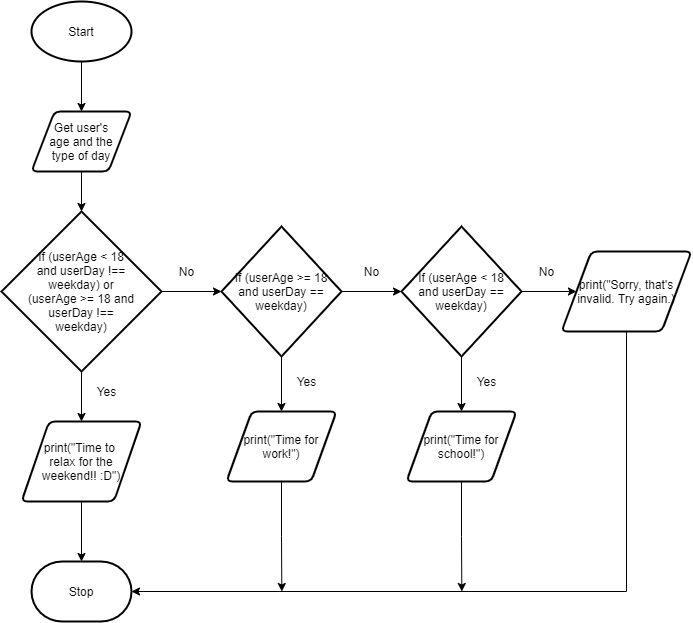 Start
Get user's
age and the
type of day
If (userAge < 18
and userDay !==
weekday) or
(userAge >= 18 and
userDay !==
weekday)
No
If (userAge >= 18
and userDay ==
weekday)
No
If (userAge < 18
and userDay ==
weekday)
No
print("Sorry, that's
invalid. Try again.)
Yes
Yes
Yes
print("Time to
relax for the
weekend!! :D")
print("Time for
work!")
print("Time for
school!")
Stop